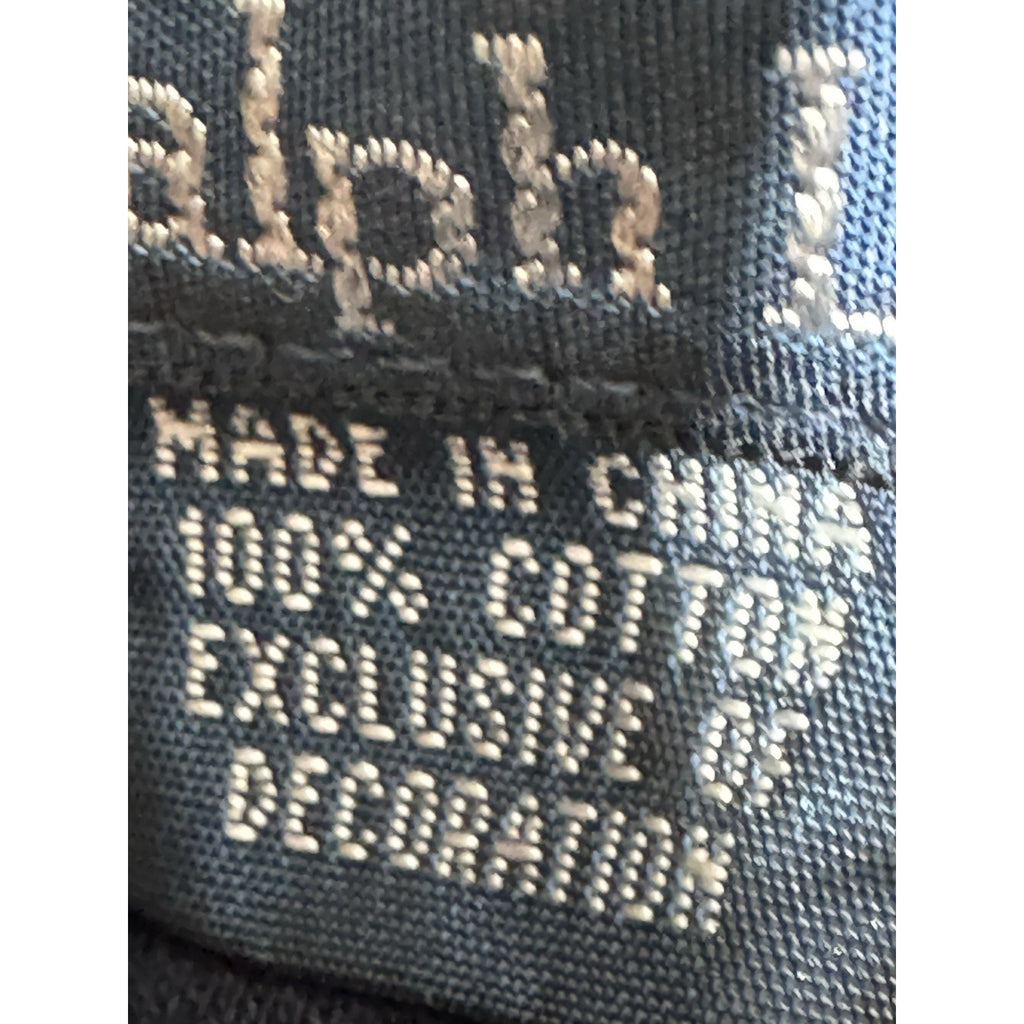 alph L
MADE IN CHINA
100% COTTON
EXCLUSIVE OF
DECORATION